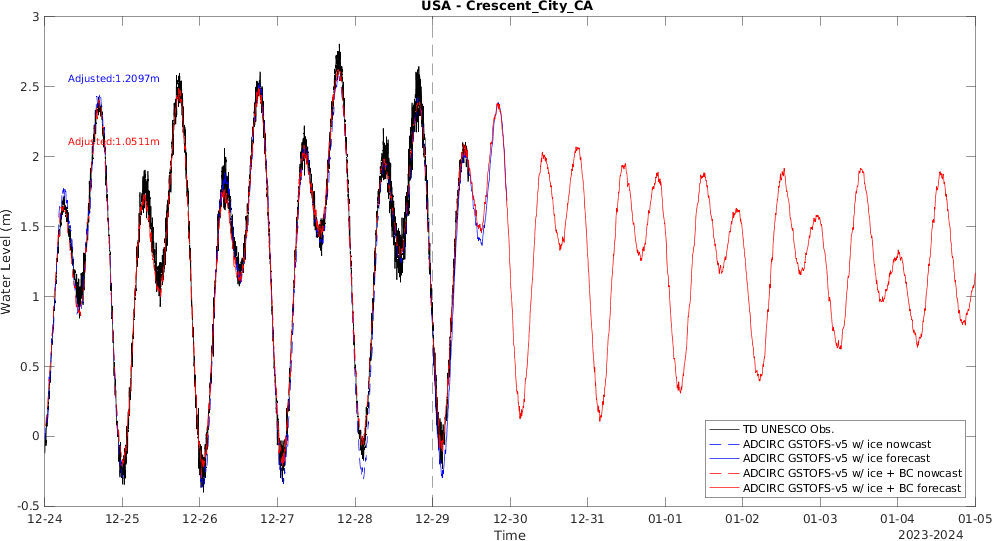 USA - Crescent_City_CA
3
2.5
2
1.5
1
0.5
0
-0.5
Water Level (m)
Adjusted:1.2097m
Adjusted:1.0511m
TD UNESCO Obs.
ADCIRC GSTOFS-v5 w/ ice nowcast
ADCIRC GSTOFS-v5 w/ ice forecast
ADCIRC GSTOFS-v5 w/ ice + BC nowcast
ADCIRC GSTOFS-v5 w/ ice + BC forecast
12-24 12-25 12-26 12-27 12-28 12-29 12-30 12-31 01-01 01-02 01-03 01-04 01-05
Time
2023-2024